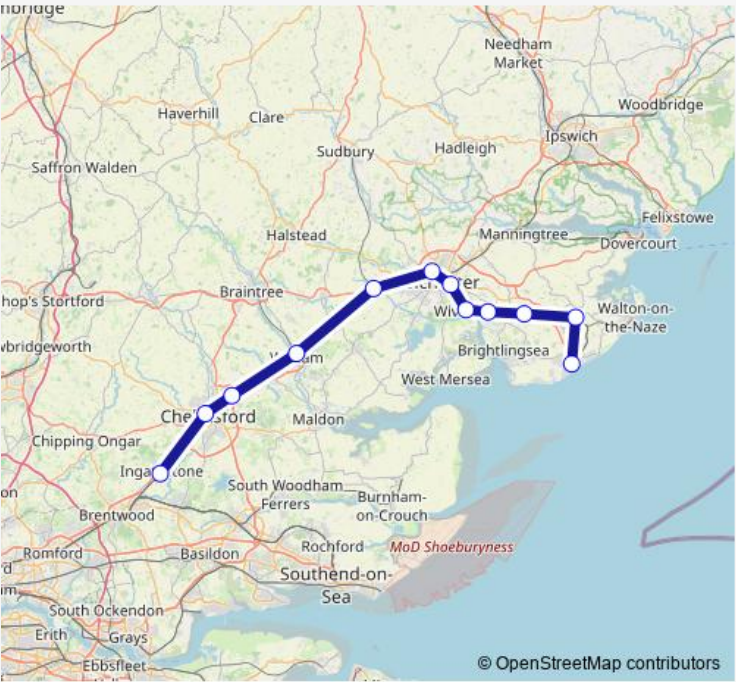 nbridge
Needham
Market
Woodbridge
Haverhill
Clare
Ipswich
Sudbury
Hadleigh
Saffron Walden
Felixstowe
Halstead
Manningtree
Dovercourt
Braintree
hop's Stortford
Walton-on-
the-Naze
wbridgeworth
Brightlingsea
West Mersea
Maldon
Chipping Ongar
South Woodham
Ferrers
Burnham-
on-Crouch
Brentwood
Romford
Basildon
Rochford
MoD Shoeburyness
Southend-on-
Sea
South Ockendon
Erith
Grays
Ebbsfleet
© OpenStreetMap contributors